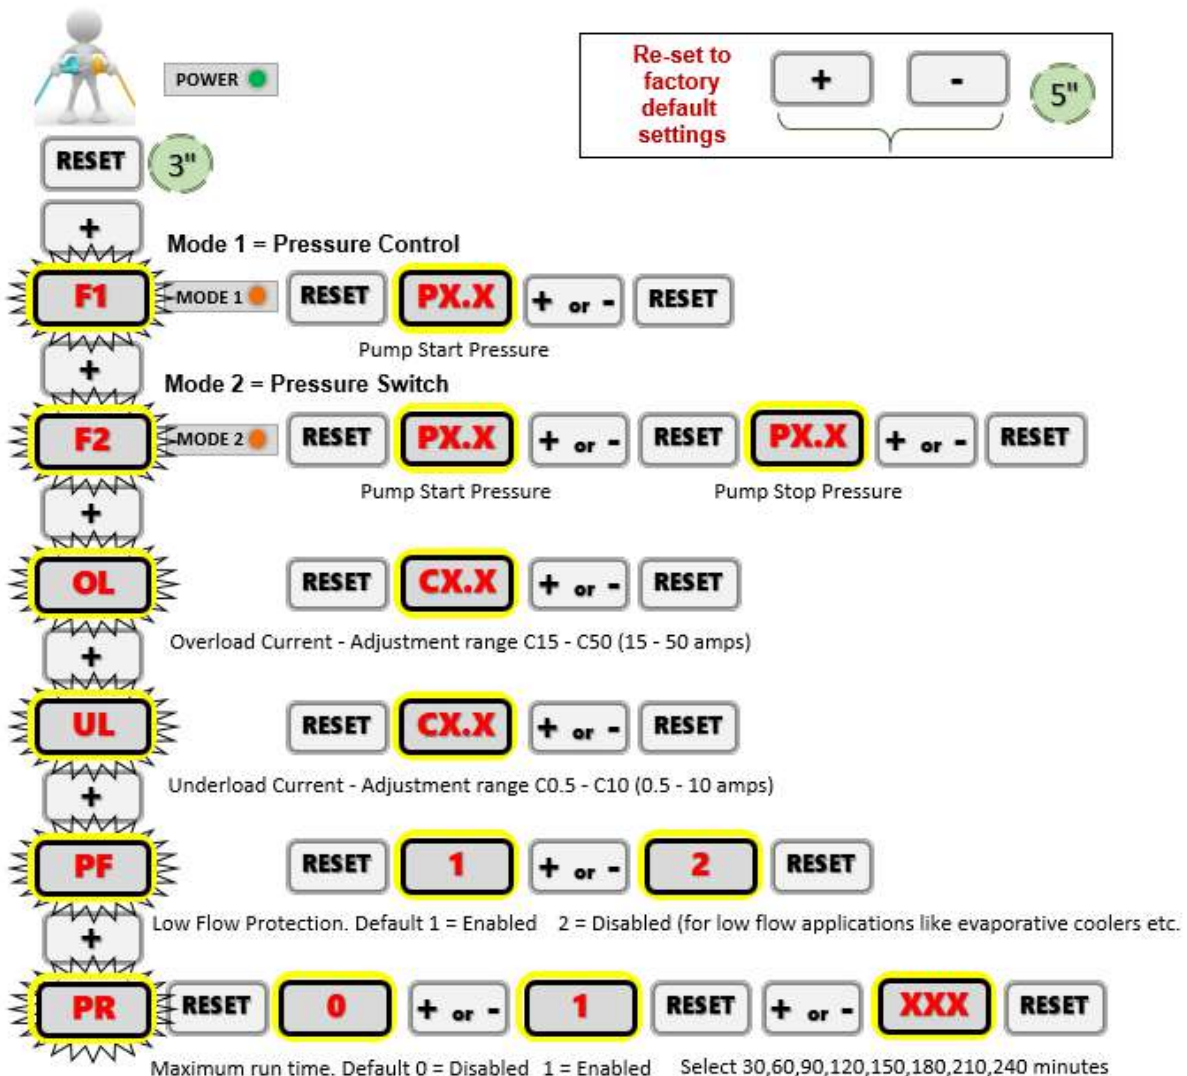 POWER
Re-set to
factory
default
settings
+ - 5"
RESET 3"
+
Mode 1 = Pressure Control
F1 MODE 1 RESET PX.X + or - RESET
Pump Start Pressure
+
Mode 2 = Pressure Switch
F2 MODE 2 RESET PX.X + or - RESET PX.X + or - RESET
Pump Start Pressure Pump Stop Pressure
+
OL RESET CX.X + or - RESET
Overload Current - Adjustment range C15 - C50 (15 - 50 amps)
+
UL RESET CX.X + or - RESET
Underload Current - Adjustment range C0.5 - C10 (0.5 - 10 amps)
+
PF RESET 1 + or - 2 RESET
Low Flow Protection. Default 1 = Enabled 2 = Disabled (for low flow applications like evaporative coolers etc.
+
PR RESET 0 + or - 1 RESET + or - XXX RESET
Maximum run time. Default 0 = Disabled 1 = Enabled Select 30,60,90,120,150,180,210,240 minutes